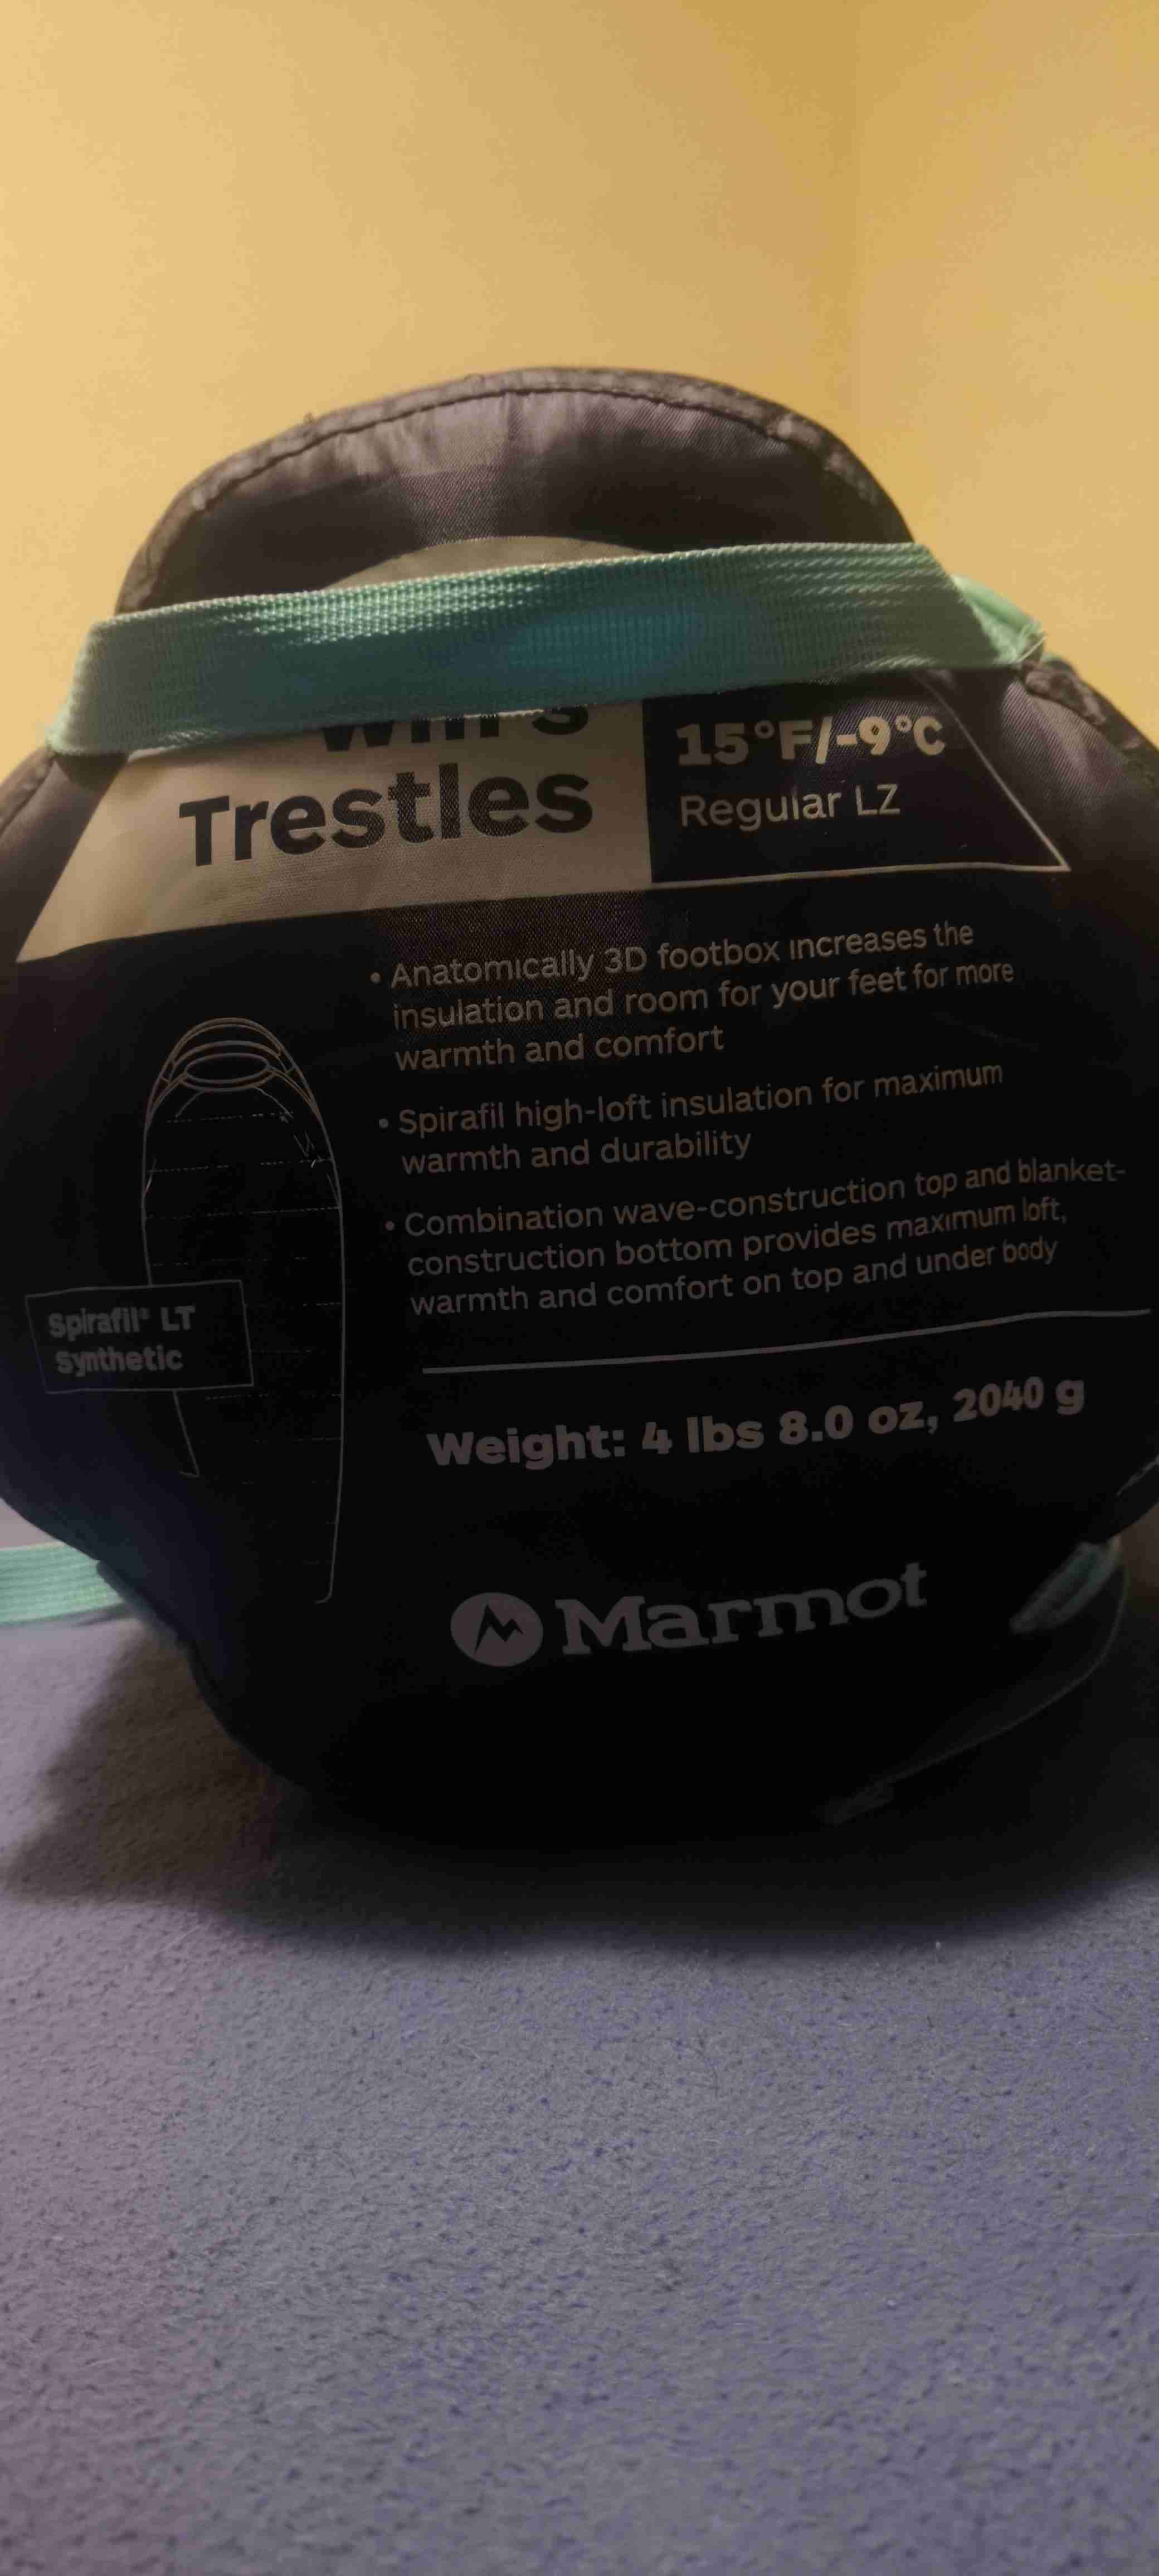 Trestles
15°F/-9°C
Regular LZ
• Anatomically 3D footbox increases the
insulation and room for your feet for more
warmth and comfort
• Spirafil high-loft insulation for maximum
warmth and durability
• Combination wave-construction top and blanket-
construction bottom provides maximum loft,
warmth and comfort on top and under body
Spirafil® LT
Synthetic
Weight: 4 lbs 8.0 oz, 2040 g
Marmot